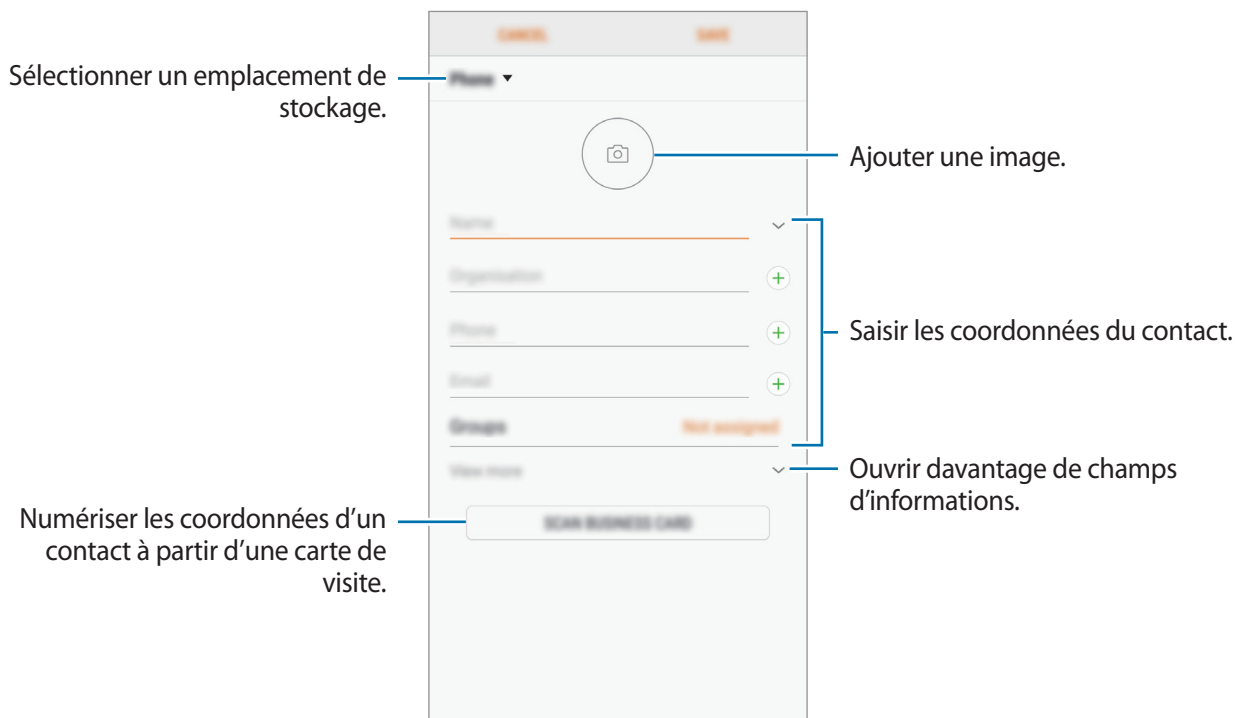 CANCEL
SAVE
Sélectionner un emplacement de
stockage.
Phone
Ajouter une image.
Name
Organisation
Phone
Saisir les coordonnées du contact.
Email
Groups
Not assigned
View more
Ouvrir davantage de champs
d’informations.
Numériser les coordonnées d’un
contact à partir d’une carte de
visite.
SCAN BUSINESS CARD